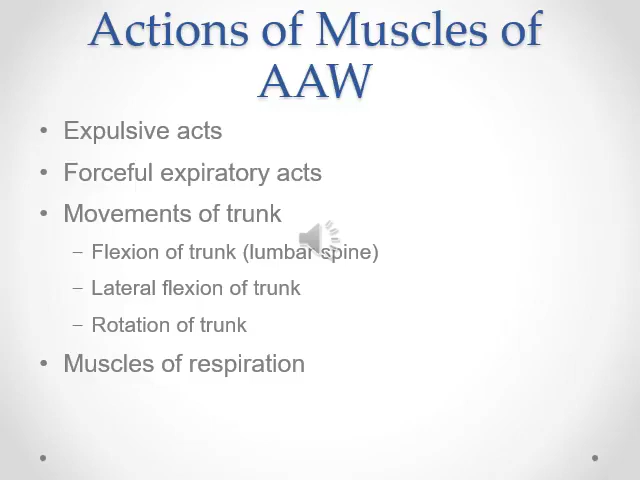 Actions of Muscles of
AAW
• Expulsive acts
• Forceful expiratory acts
• Movements of trunk
– Flexion of trunk (lumbar spine)
– Lateral flexion of trunk
– Rotation of trunk
• Muscles of respiration